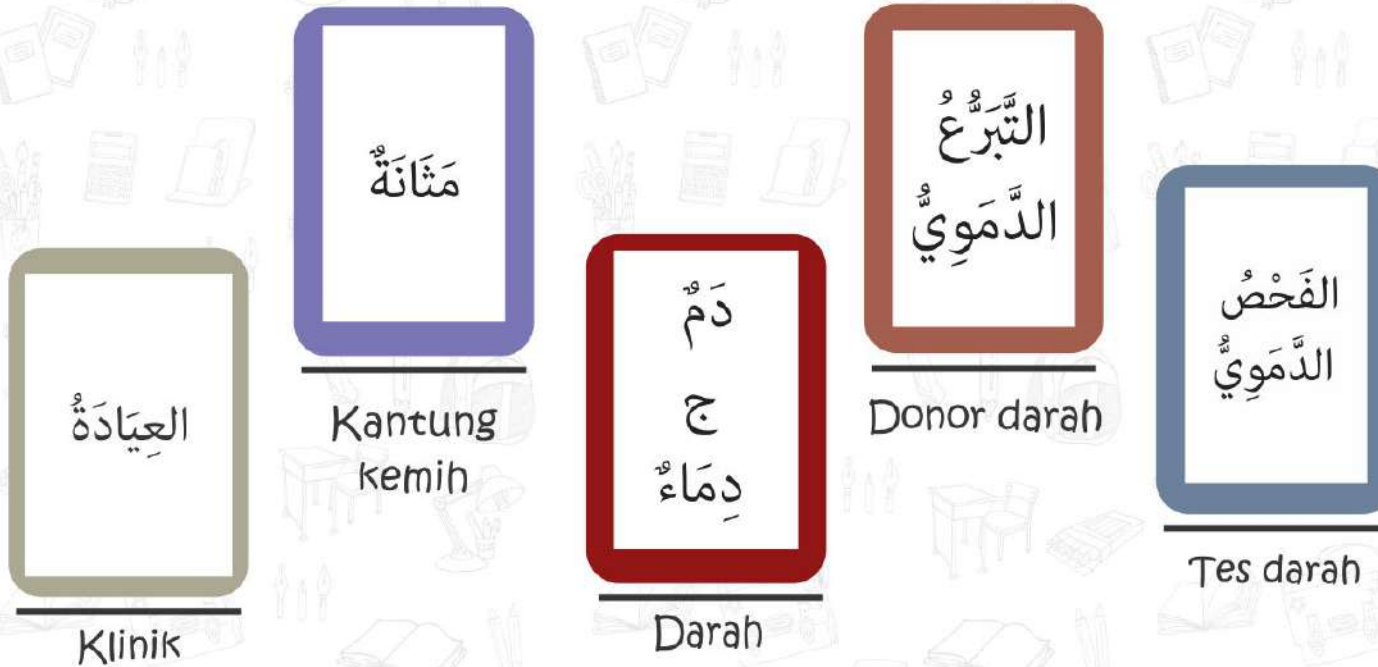 العِيَادَةُ
Klinik
مَثَانَةٌ
Kantung
kemih
دَمٌ
ج
دِمَاءٌ
Darah
التَّبَرُّعُ
الدَّمَوِيُّ
Donor darah
الفَحْصُ
الدَّمَوِيُّ
Tes darah